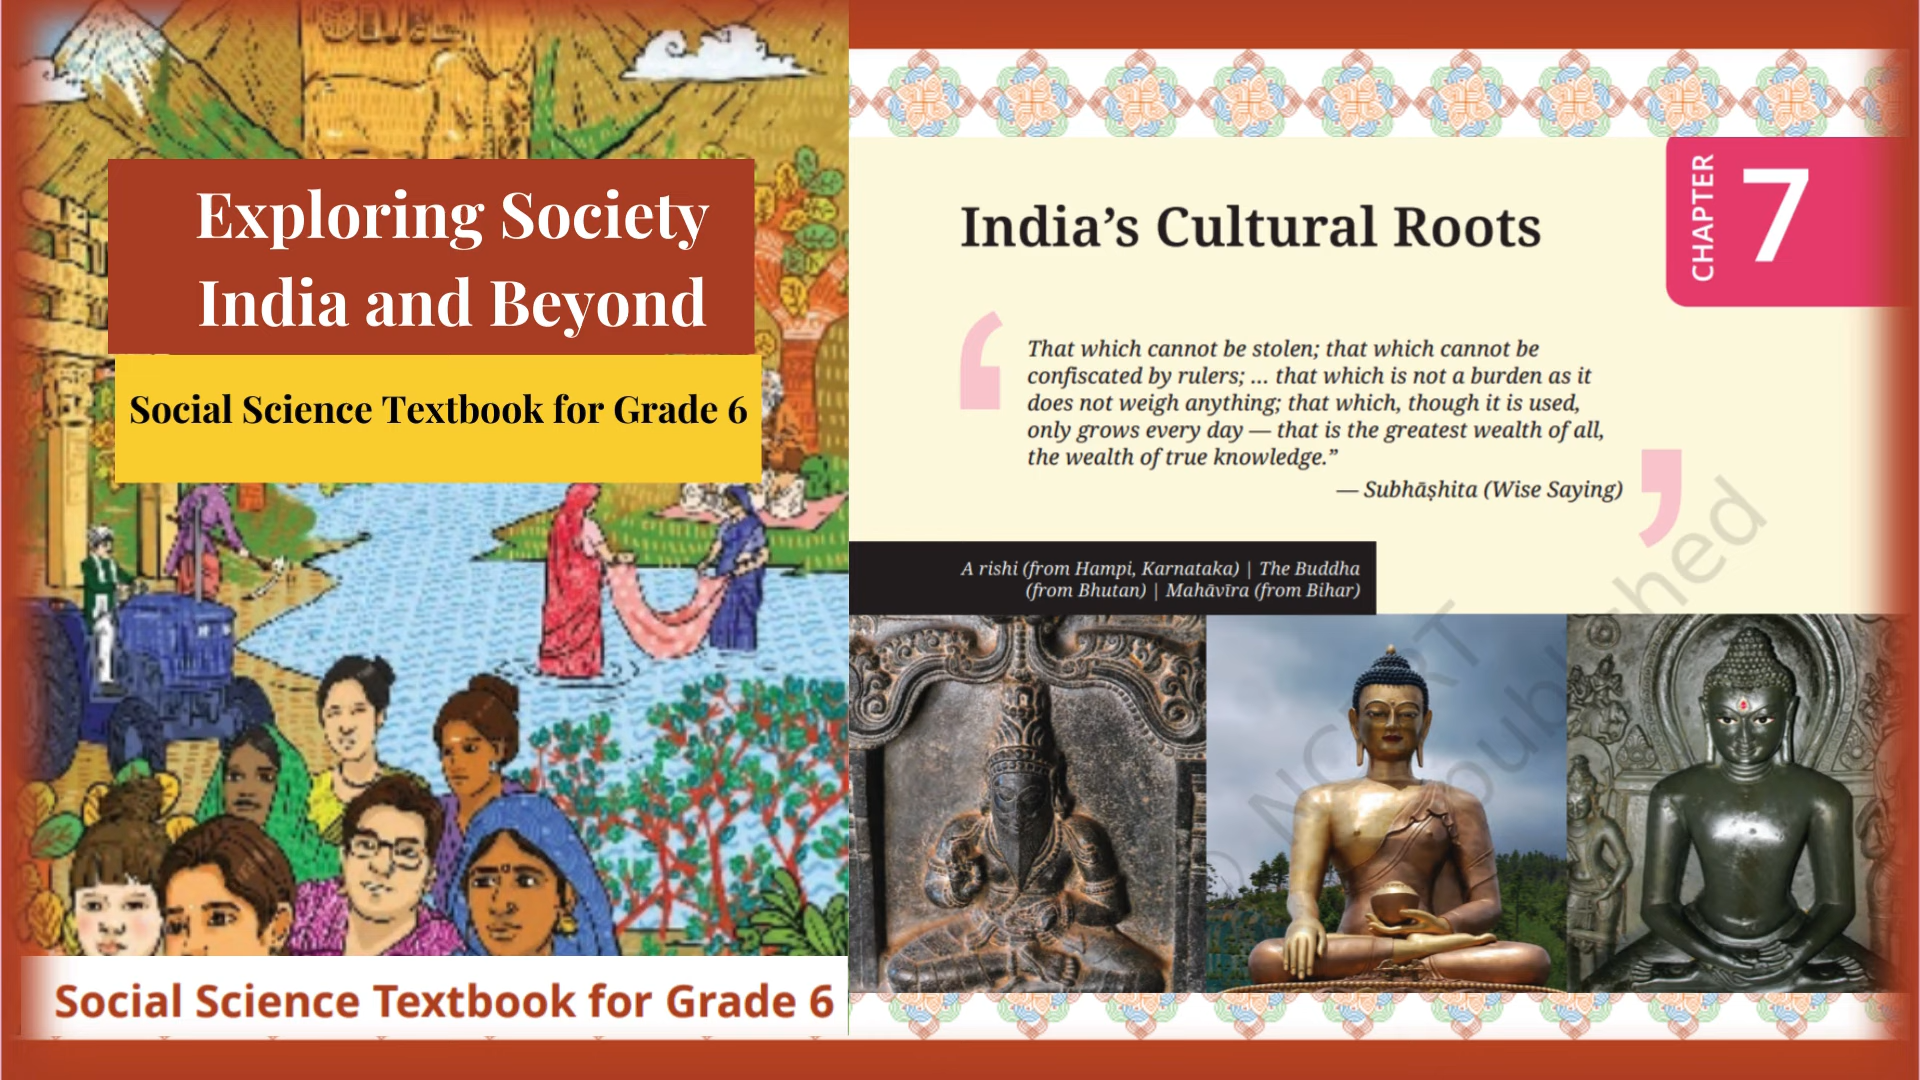 Exploring Society
India and Beyond
Social Science Textbook for Grade 6
Social Science Textbook for Grade 6
CHAPTER
7
India’s Cultural Roots
‘
That which cannot be stolen; that which cannot be
confiscated by rulers; ... that which is not a burden as it
does not weigh anything; that which, though it is used,
only grows every day — that is the greatest wealth of all,
the wealth of true knowledge.”
— Subhāṣhita (Wise Saying)
’
A rishi (from Hampi, Karnataka) | The Buddha
(from Bhutan) | Mahāvīra (from Bihar)
© NCERT